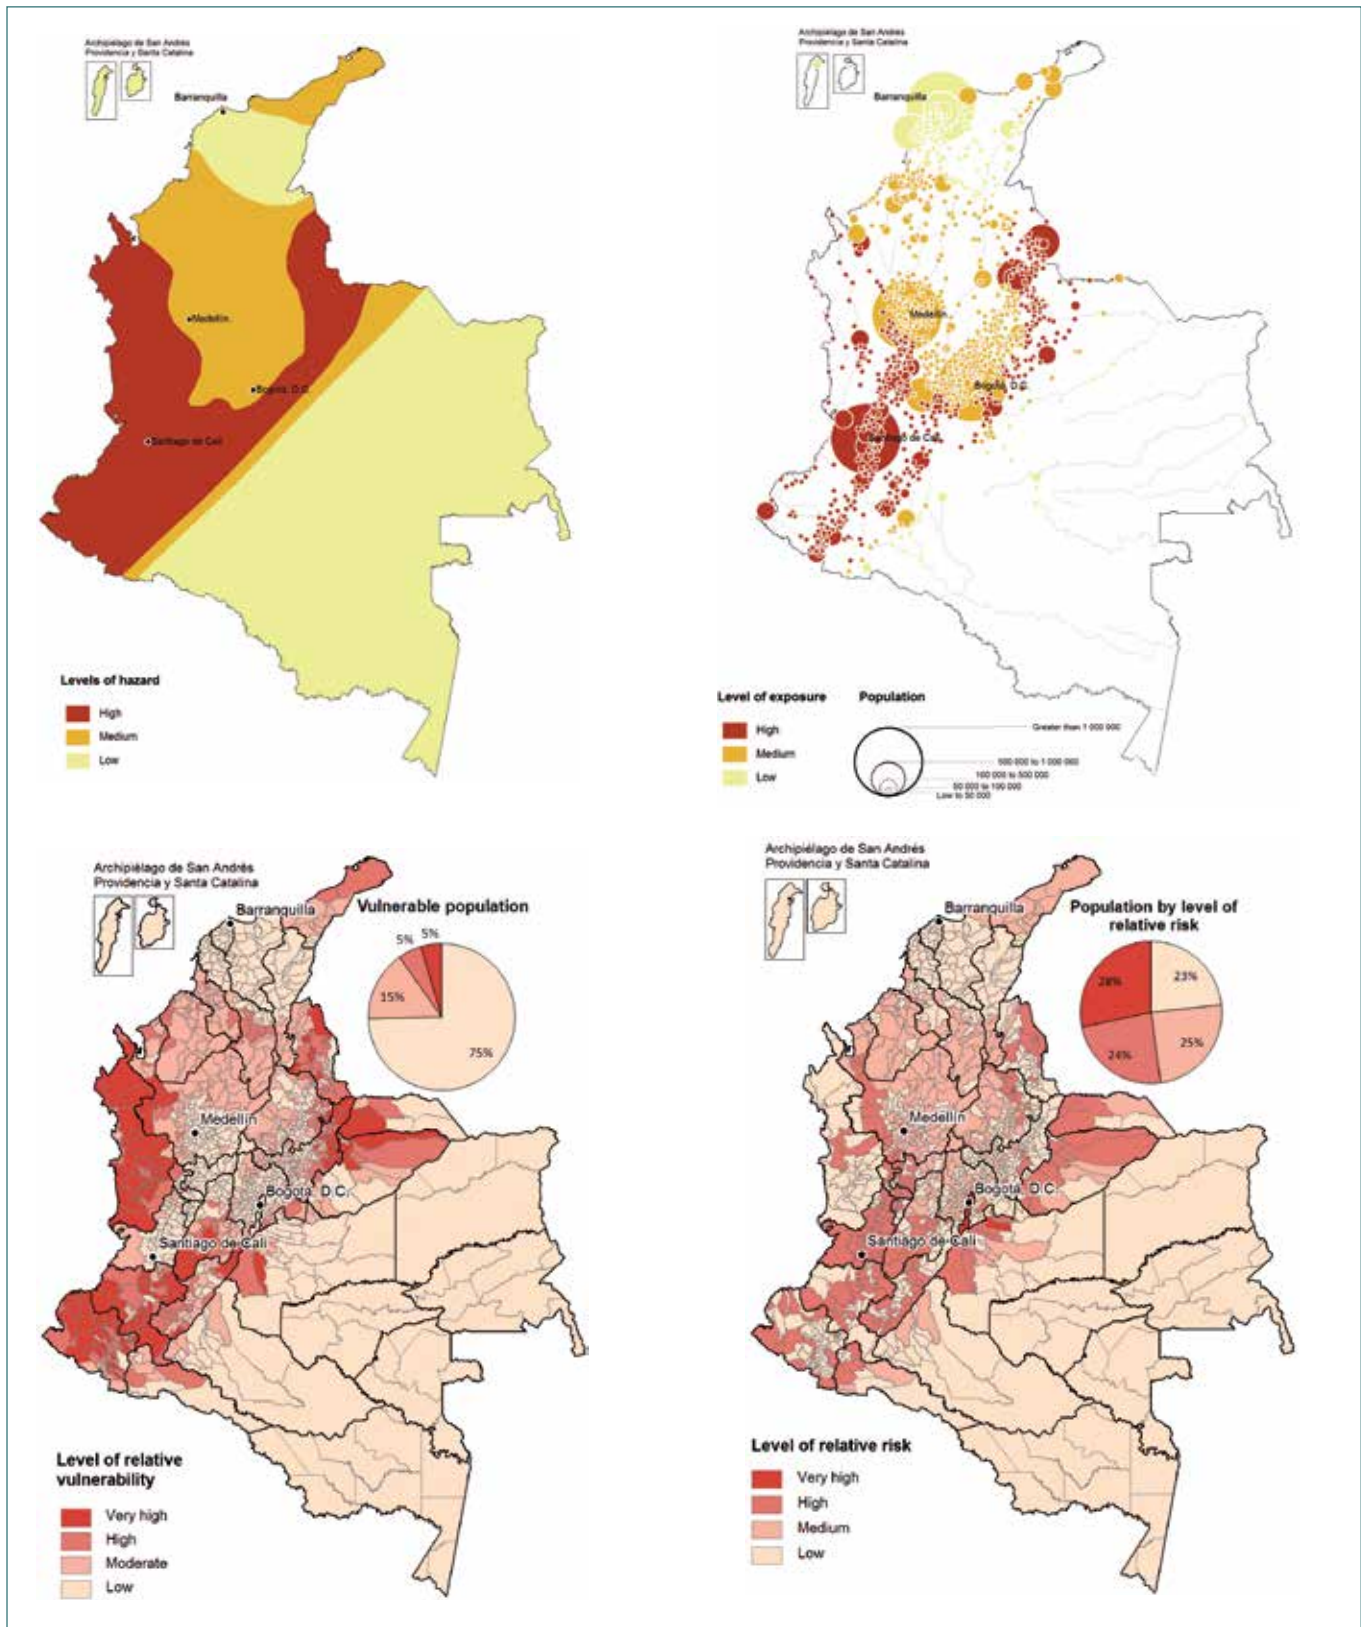 Archipiélago de San Andrés
Providencia y Santa Catalina
Barranquilla
Medellín
Bogotá, D.C.
Santiago de Cali
Levels of hazard
High
Medium
Low
Archipiélago de San Andrés
Providencia y Santa Catalina
Barranquilla
Medellín
Bogotá, D.C.
Santiago de Cali
Level of exposure
High
Medium
Low
Population
Greater than 1 000 000
500 000 to 1 000 000
100 000 to 500 000
50 000 to 100 000
Low to 50 000
Archipiélago de San Andrés
Providencia y Santa Catalina
Barranquilla
Vulnerable population
5%
5%
15%
75%
Medellín
Bogotá, D.C.
Santiago de Cali
Level of relative
vulnerability
Very high
High
Moderate
Low
Archipiélago de San Andrés
Providencia y Santa Catalina
Barranquilla
Population by level of
relative risk
28%
23%
24%
25%
Medellín
Bogotá, D.C.
Santiago de Cali
Level of relative risk
Very high
High
Medium
Low